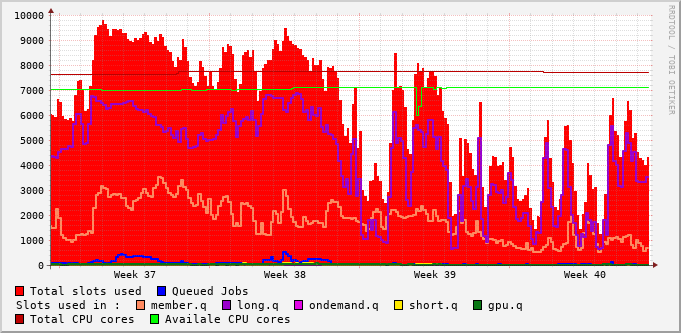 RRDTOOL / TOBI OETIKER
10000
9000
8000
7000
6000
5000
4000
3000
2000
1000
0
Week 37 Week 38 Week 39 Week 40
Total slots used Queued Jobs
Slots used in : member.q long.q ondemand.q short.q gpu.q
Total CPU cores Availale CPU cores